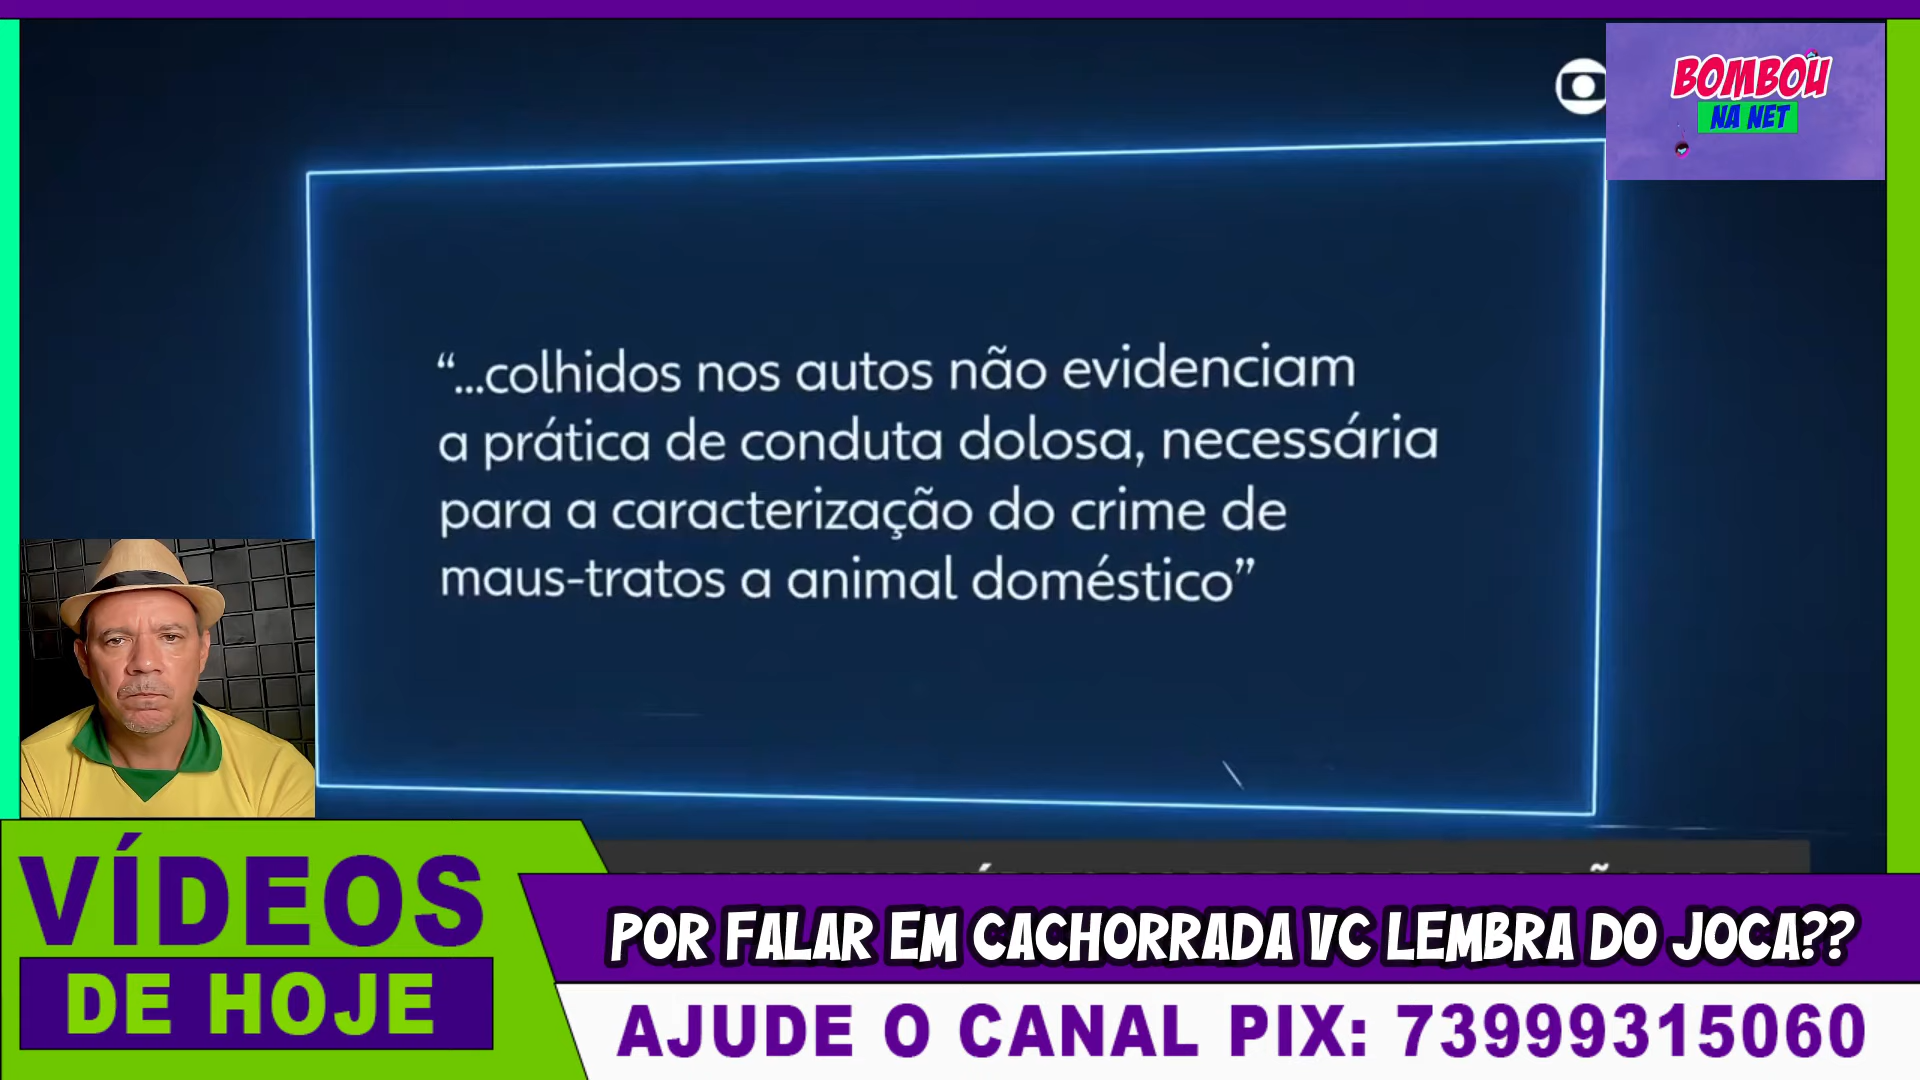 BOMBOU
NA NET
“...colhidos nos autos não evidenciam
a prática de conduta dolosa, necessária
para a caracterização do crime de
maus-tratos a animal doméstico”
VÍDEOS
DE HOJE
POR FALAR EM CACHORRADA VC LEMBRA DO JOCA??
AJUDE O CANAL PIX: 73999315060